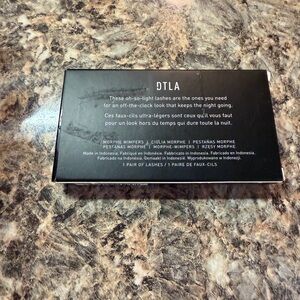 DTLA
These oh-so-light lashes are the ones you need
for an off-the-clock look that keeps the night going.
Ces faux-cils ultra-légers sont ceux qu'il vous faut
pour un look hors du temps qui dure toute la nuit.
MORPHE WIMPERS | CIGLIA MORPHE | PESTAÑAS MORPHE
PESTANAS MORPHE | MORPHE-WIMPERN | RZĘSY MORPHE
Made in Indonesia. Fabriqué en Indonésie. Fabbricato in Indonesia. Fabricado en Indonesia.
Fabricado na Indonésia. Gemaakt in Indonesië. Wyprodukowano w Indonezji.
1 PAIR OF LASHES / 1 PAIRE DE FAUX-CILS